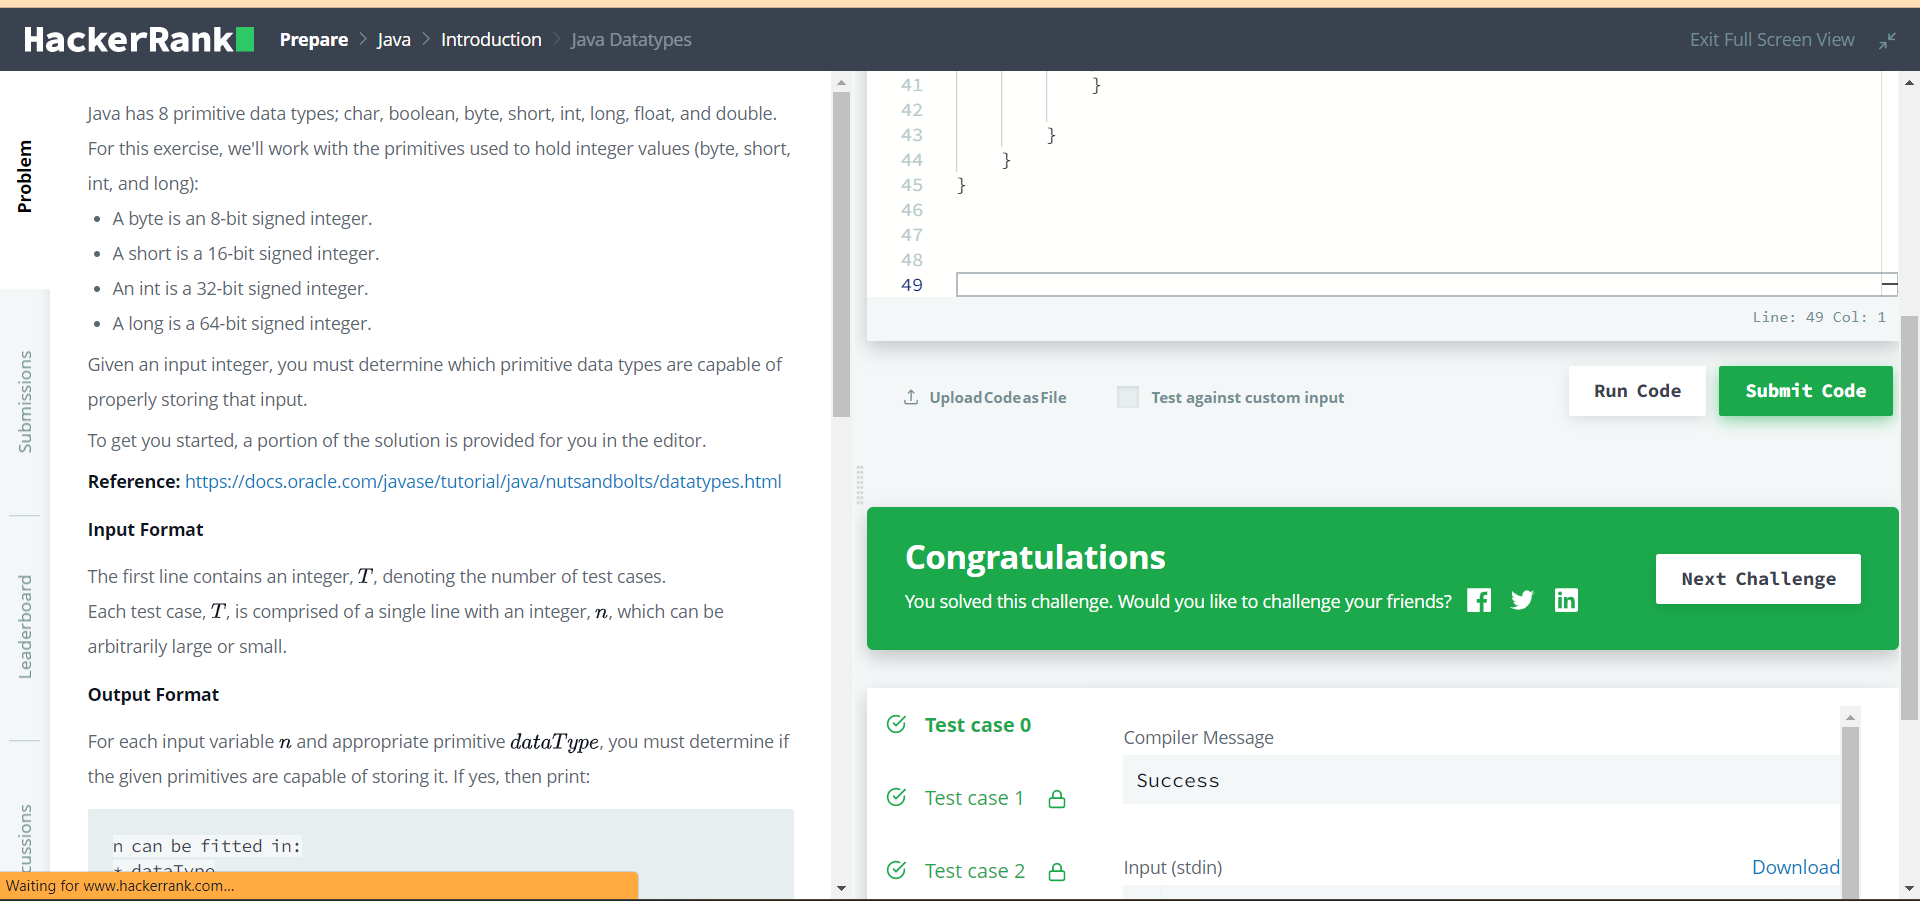 HackerRank
Prepare > Java > Introduction > Java Datatypes
Exit Full Screen View
Problem
Submissions
Leaderboard
cussions
Java has 8 primitive data types; char, boolean, byte, short, int, long, float, and double.
For this exercise, we'll work with the primitives used to hold integer values (byte, short,
int, and long):
• A byte is an 8-bit signed integer.
• A short is a 16-bit signed integer.
• An int is a 32-bit signed integer.
• A long is a 64-bit signed integer.
Given an input integer, you must determine which primitive data types are capable of
properly storing that input.
To get you started, a portion of the solution is provided for you in the editor.
Reference: https://docs.oracle.com/javase/tutorial/java/nutsandbolts/datatypes.html
Input Format
The first line contains an integer, T, denoting the number of test cases.
Each test case, T, is comprised of a single line with an integer, n, which can be
arbitrarily large or small.
Output Format
For each input variable n and appropriate primitive dataType, you must determine if
the given primitives are capable of storing it. If yes, then print:
n can be fitted in:
* dataType
Waiting for www.hackerrank.com...
41 }
42
43 }
44 }
45 }
46
47
48
49
Line: 49 Col: 1
Upload Code as File
Test against custom input
Run Code
Submit Code
Congratulations
You solved this challenge. Would you like to challenge your friends?
Next Challenge
Test case 0
Test case 1
Test case 2
Compiler Message
Success
Input (stdin)
Download